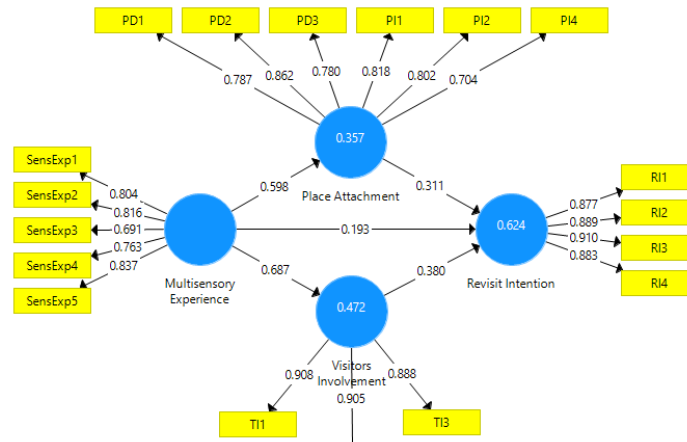 PD1 PD2 PD3 PI1 PI2 PI4
0.787 0.862 0.780 0.818 0.802 0.704
0.357
Place Attachment
SensExp1
SensExp2
SensExp3
SensExp4
SensExp5
0.804
0.816
0.691
0.763
0.837
Multisensory
Experience
0.598
0.311
0.193
0.687
0.380
0.624
Revisit Intention
0.877
0.889
0.910
0.883
RI1
RI2
RI3
RI4
0.472
Visitors
Involvement
0.908 0.905 0.888
TI1 TI3